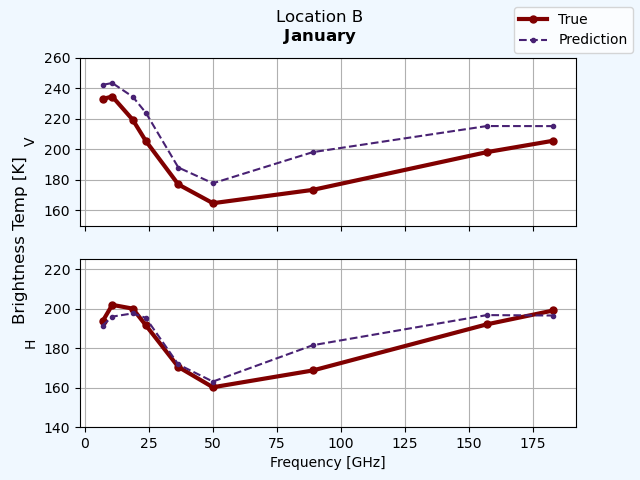 Location B
January
True
Prediction
260
240
220
200
180
160
V
Brightness Temp [K]
220
200
180
160
140
H
0 25 50 75 100 125 150 175
Frequency [GHz]